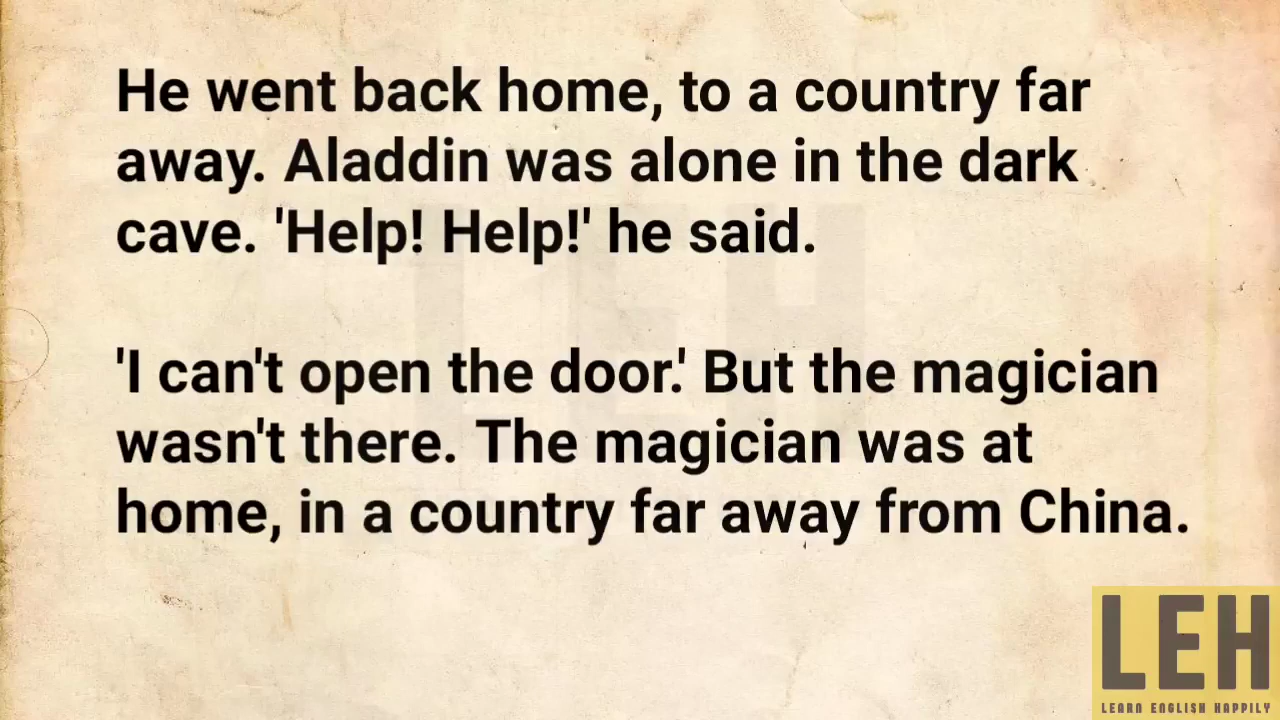 He went back home, to a country far
away. Aladdin was alone in the dark
cave. 'Help! Help!' he said.
'I can't open the door.' But the magician
wasn't there. The magician was at
home, in a country far away from China.
LEH
LEARN ENGLISH HAPPILY